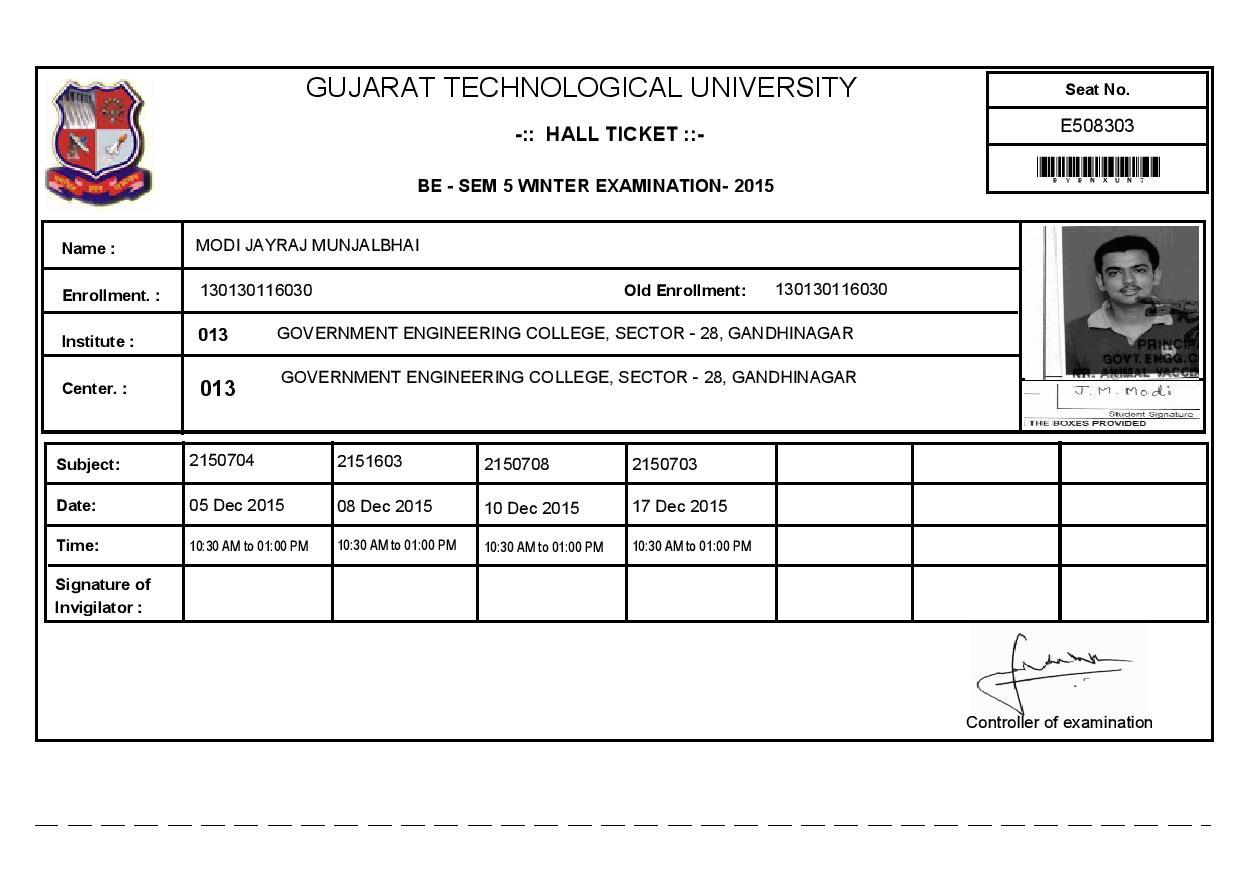 GUJARAT TECHNOLOGICAL UNIVERSITY
-:: HALL TICKET ::-
BE - SEM 5 WINTER EXAMINATION- 2015
Seat No.
E508303
Name : MODI JAYRAJ MUNJALBHAI
Enrollment. : 130130116030 Old Enrollment: 130130116030
Institute : 013 GOVERNMENT ENGINEERING COLLEGE, SECTOR - 28, GANDHINAGAR
Center. : 013 GOVERNMENT ENGINEERING COLLEGE, SECTOR - 28, GANDHINAGAR
GOVT. ENGG.
J. M. Modi
Student Signature
THE BOXES PROVIDED
Subject: 2150704 2151603 2150708 2150703
Date: 05 Dec 2015 08 Dec 2015 10 Dec 2015 17 Dec 2015
Time: 10:30 AM to 01:00 PM 10:30 AM to 01:00 PM 10:30 AM to 01:00 PM 10:30 AM to 01:00 PM
Signature of
Invigilator :
Controller of examination